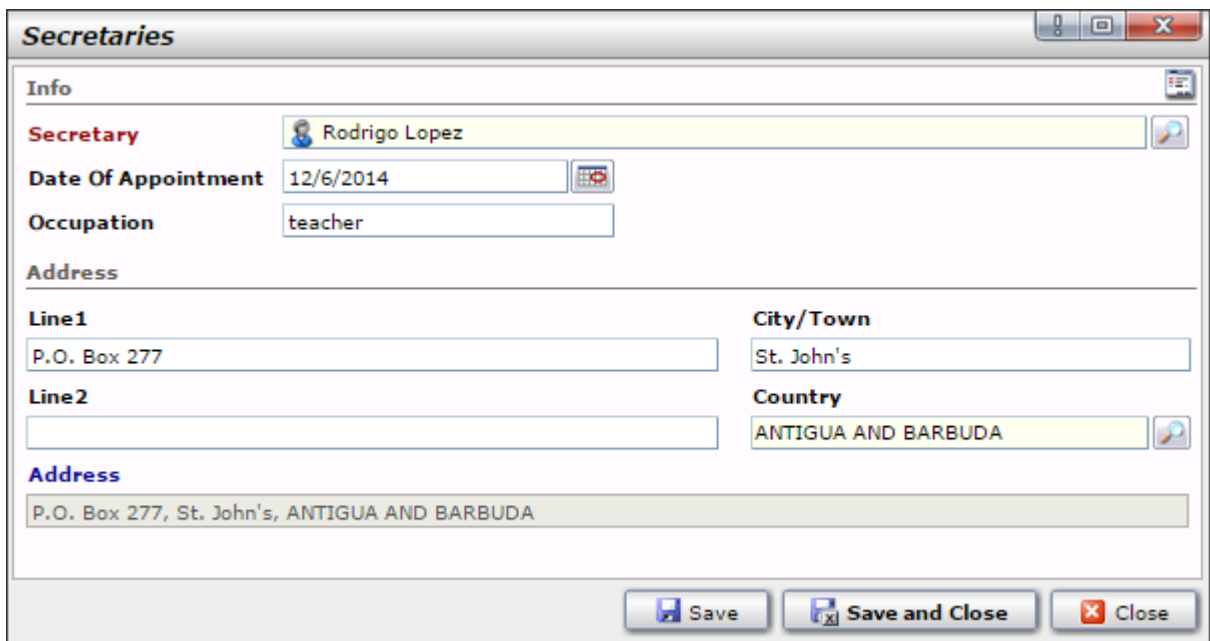 Secretaries
Info
Secretary Rodrigo Lopez
Date Of Appointment 12/6/2014
Occupation teacher
Address
Line1 City/Town
P.O. Box 277 St. John's
Line2 Country
ANTIGUA AND BARBUDA
Address
P.O. Box 277, St. John's, ANTIGUA AND BARBUDA
Save Save and Close Close